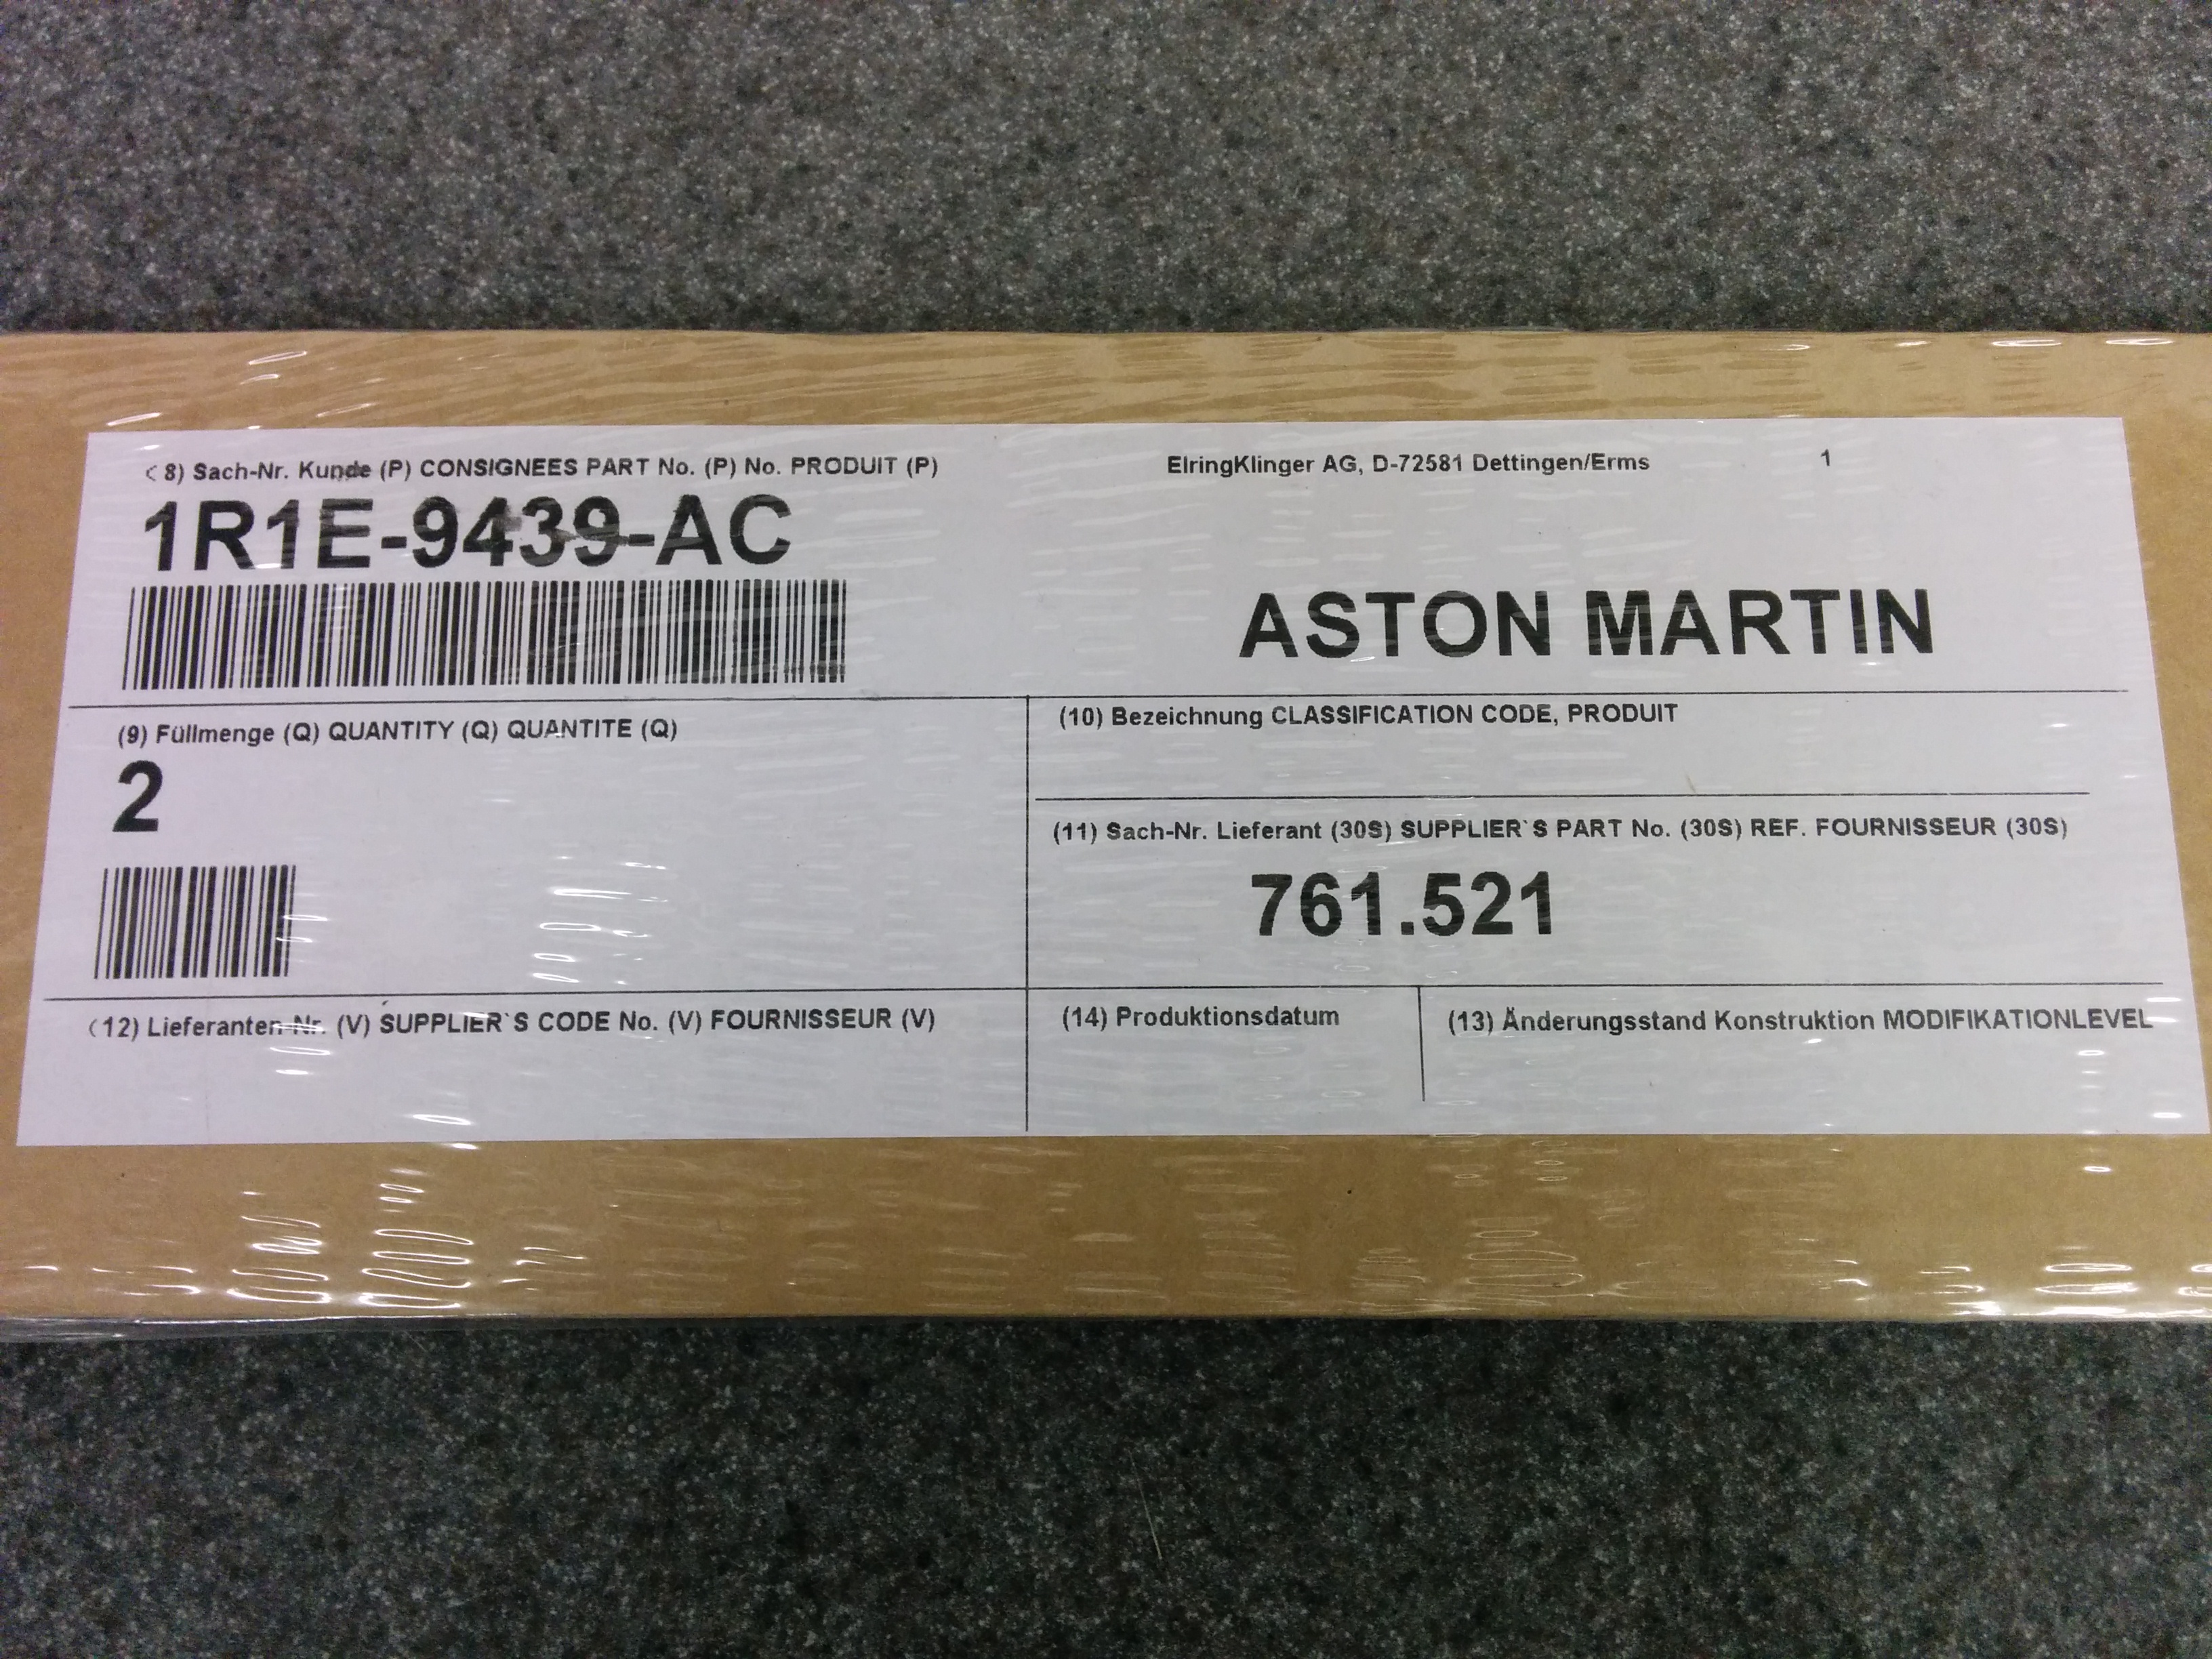 (8) Sach-Nr. Kunde (P) CONSIGNEES PART No. (P) No. PRODUIT (P)
1R1E-9439-AC
ElringKlinger AG, D-72581 Dettingen/Erms 1
ASTON MARTIN
(9) Füllmenge (Q) QUANTITY (Q) QUANTITE (Q)
2
(10) Bezeichnung CLASSIFICATION CODE, PRODUIT
(11) Sach-Nr. Lieferant (30S) SUPPLIER`S PART No. (30S) REF. FOURNISSEUR (30S)
761.521
(12) Lieferanten-Nr. (V) SUPPLIER`S CODE No. (V) FOURNISSEUR (V)
(14) Produktionsdatum
(13) Änderungsstand Konstruktion MODIFIKATIONLEVEL